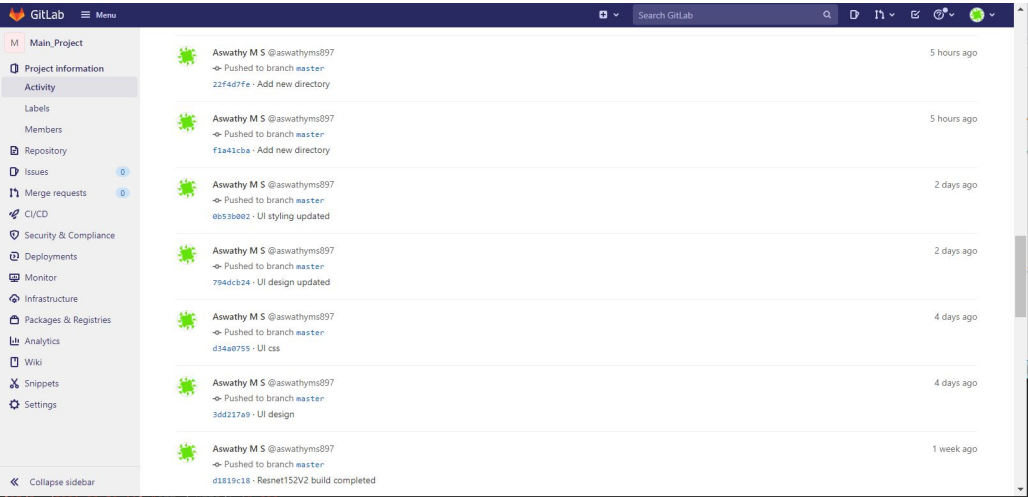 GitLab
Menu
Search GitLab
M Main_Project
Project information
Activity
Labels
Members
Repository
Issues 0
Merge requests 0
CI/CD
Security & Compliance
Deployments
Monitor
Infrastructure
Packages & Registries
Analytics
Wiki
Snippets
Settings
Collapse sidebar
Aswathy M S @aswathyms897 5 hours ago
Pushed to branch master
22f4d7fe · Add new directory
Aswathy M S @aswathyms897 5 hours ago
Pushed to branch master
f1a41cba · Add new directory
Aswathy M S @aswathyms897 2 days ago
Pushed to branch master
0b53b002 · UI styling updated
Aswathy M S @aswathyms897 2 days ago
Pushed to branch master
794dcb24 · UI design updated
Aswathy M S @aswathyms897 4 days ago
Pushed to branch master
d34a0755 · UI css
Aswathy M S @aswathyms897 4 days ago
Pushed to branch master
3dd217a9 · UI design
Aswathy M S @aswathyms897 1 week ago
Pushed to branch master
d1819c18 · Resnet152V2 build completed